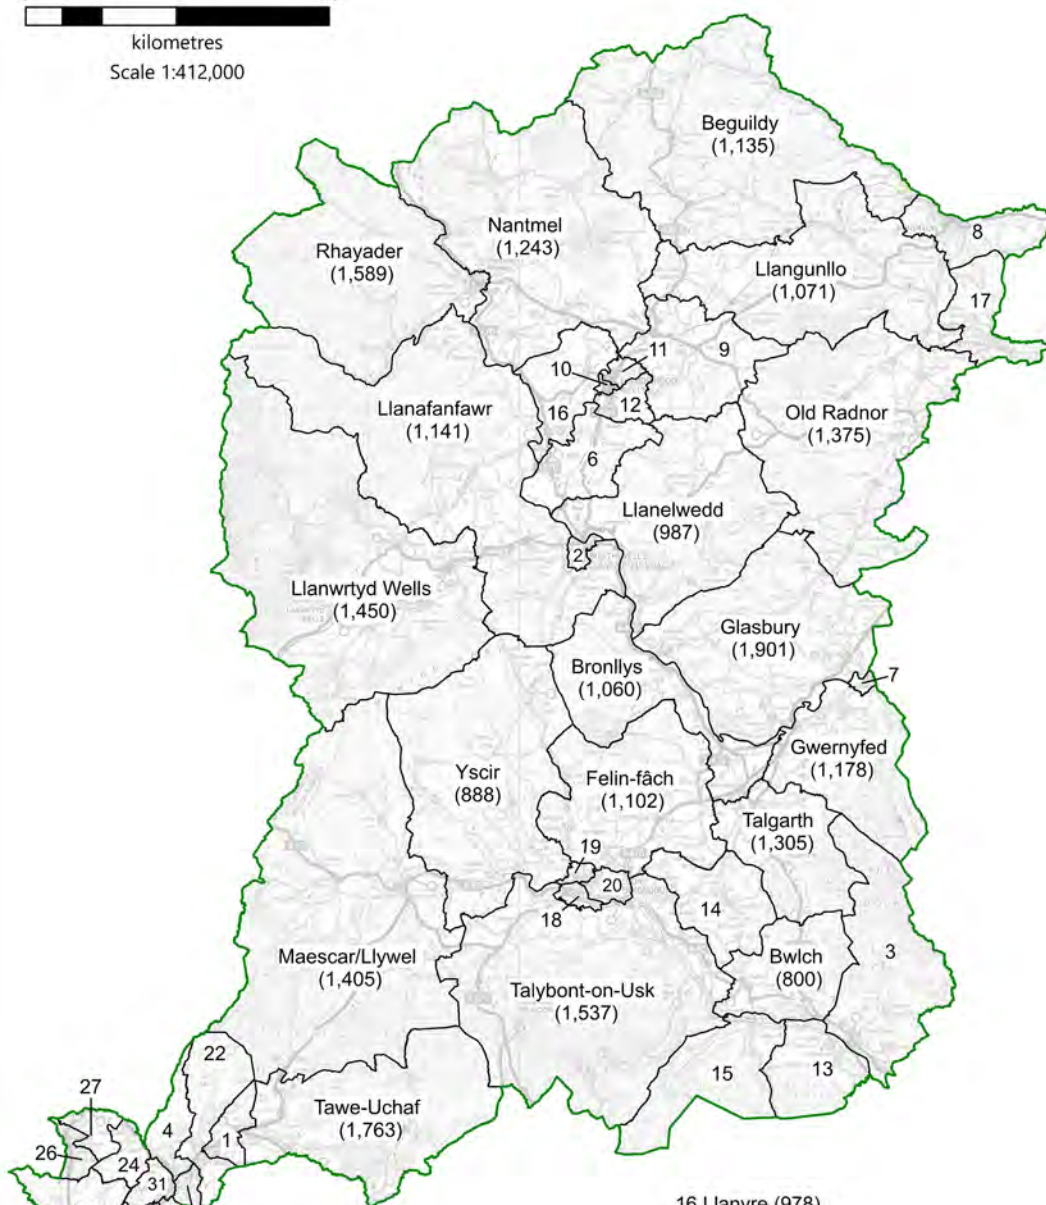 kilometres
Scale 1:412,000
Beguildy
(1,135)
Nantmel
(1,243)
Rhayader
(1,589)
8
Llangunllo
(1,071)
17
11
9
10
Llanafanfawr
(1,141)
16
12
Old Radnor
(1,375)
6
Llanelwedd
(987)
2
Llanwrtyd Wells
(1,450)
Glasbury
(1,901)
Bronllys
(1,060)
7
Gwernyfed
(1,178)
Yscir
(888)
Felin-fâch
(1,102)
Talgarth
(1,305)
19
20
18
14
3
Maescar/Llywel
(1,405)
Bwlch
(800)
Talybont-on-Usk
(1,537)
22
15
13
27
Tawe-Uchaf
(1,763)
4
1
26
24
31
16 Llanyre (978)